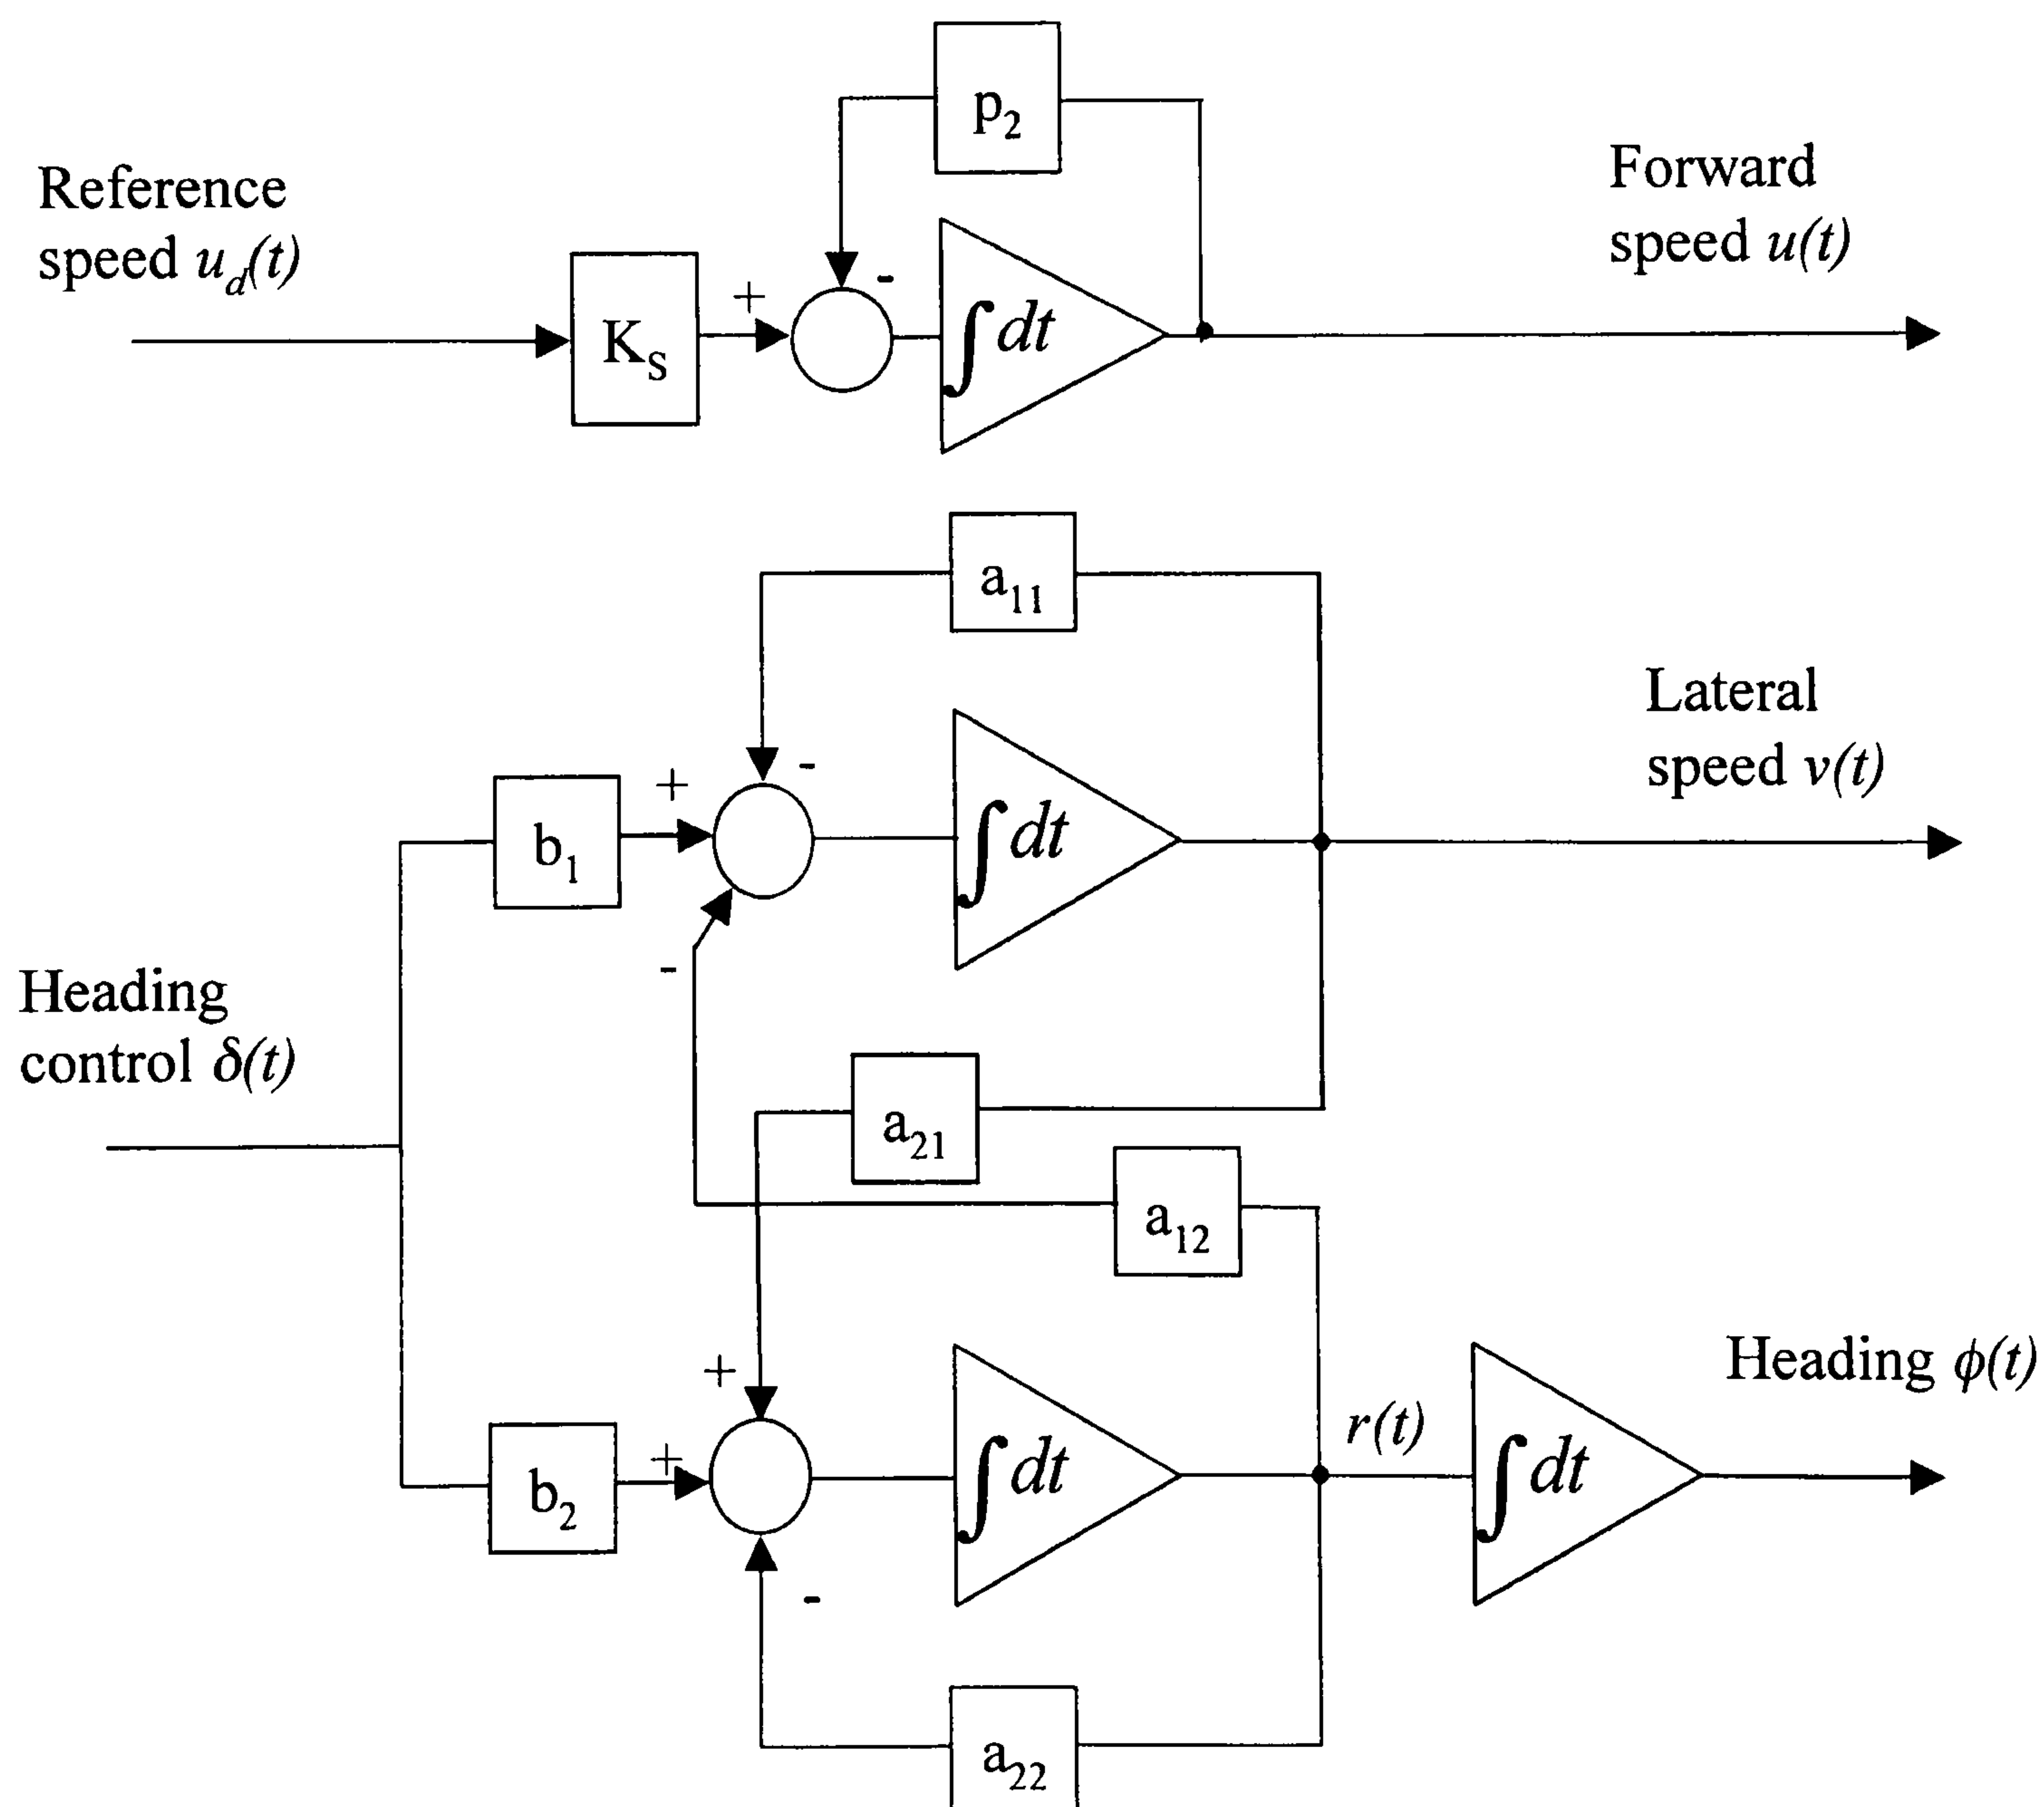 p₂
Reference
speed u_d(t)
Forward
speed u(t)
K_S
+
-
∫dt
a₁₁
Lateral
speed v(t)
b₁
+
-
∫dt
-
Heading
control δ(t)
a₂₁
a₁₂
+
Heading ϕ(t)
b₂
+
∫dt
r(t)
∫dt
-
a₂₂